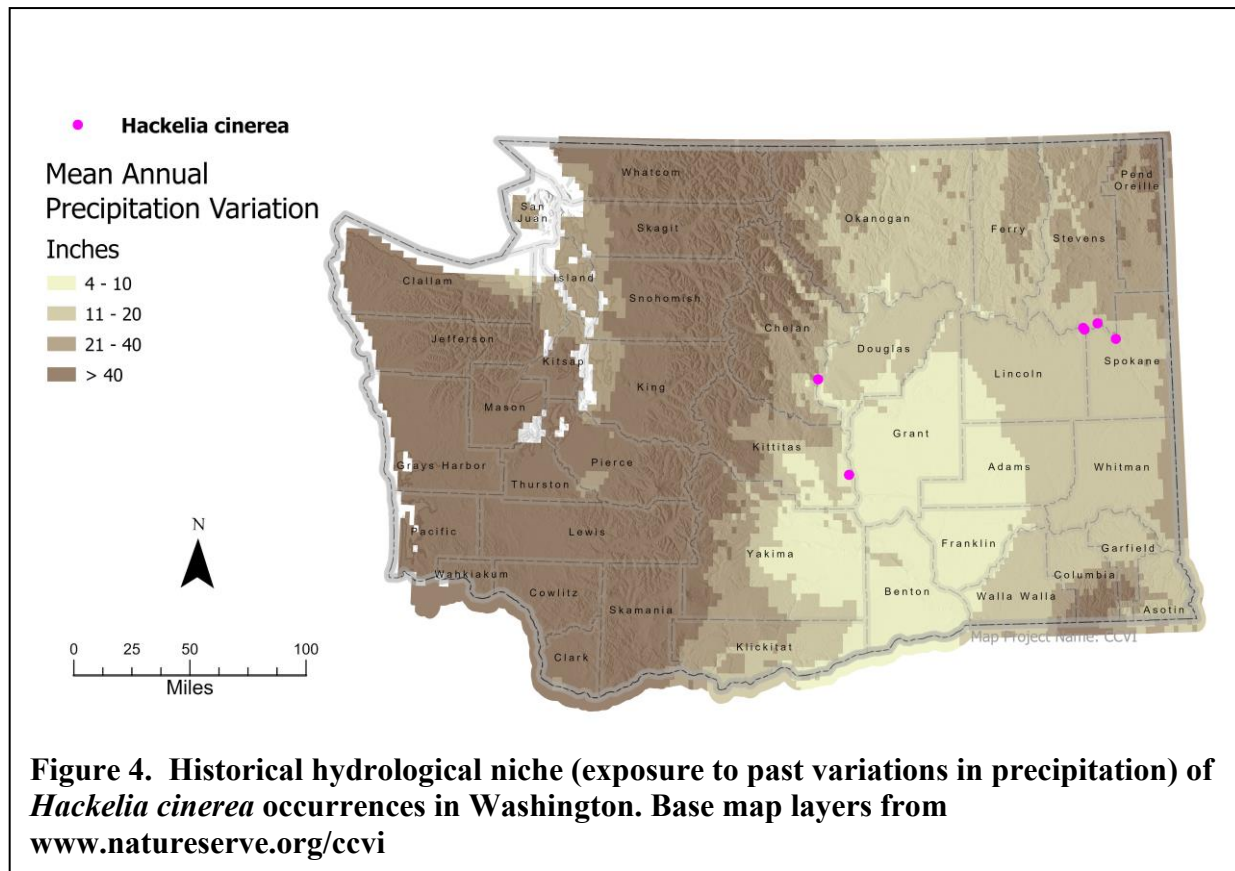 Hackelia cinerea
Mean Annual
Precipitation Variation
Inches
4 - 10
11 - 20
21 - 40
> 40
Whatcom
San
Juan
Skagit
Okanogan
Ferry
Stevens
Pend
Oreille
Clallam
Island
Snohomish
Chelan
Douglas
Jefferson
Kitsap
King
Lincoln
Spokane
Mason
Kittitas
Grant
Grays Harbor
Pierce
Thurston
Adams
Whitman
Pacific
Lewis
Yakima
Franklin
Garfield
Wahkiakum
Cowlitz
Skamania
Benton
Walla Walla
Columbia
Asotin
Clark
Klickitat
Map Project Name: CCVI
N
0 25 50 100
Miles
Figure 4. Historical hydrological niche (exposure to past variations in precipitation) of
Hackelia cinerea occurrences in Washington. Base map layers from
www.natureserve.org/ccvi